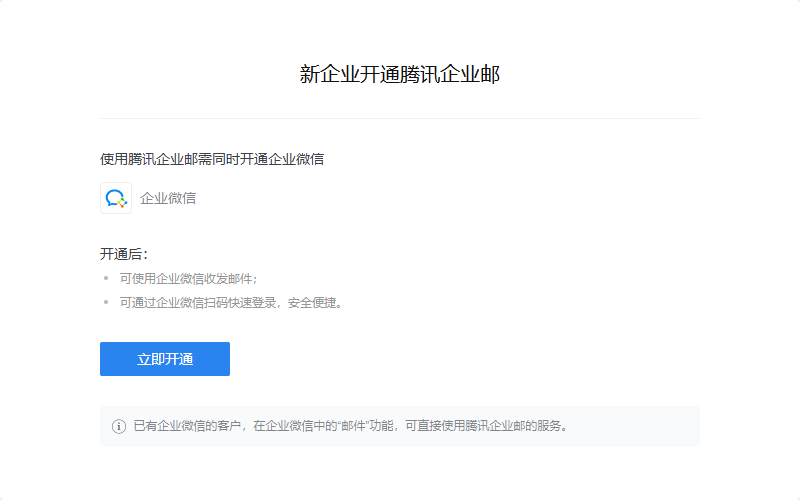 新企业开通腾讯企业邮
使用腾讯企业邮需同时开通企业微信
企业微信
开通后：
可使用企业微信收发邮件；
可通过企业微信扫码快速登录，安全便捷。
立即开通
已有企业微信的客户，在企业微信中的“邮件”功能，可直接使用腾讯企业邮的服务。